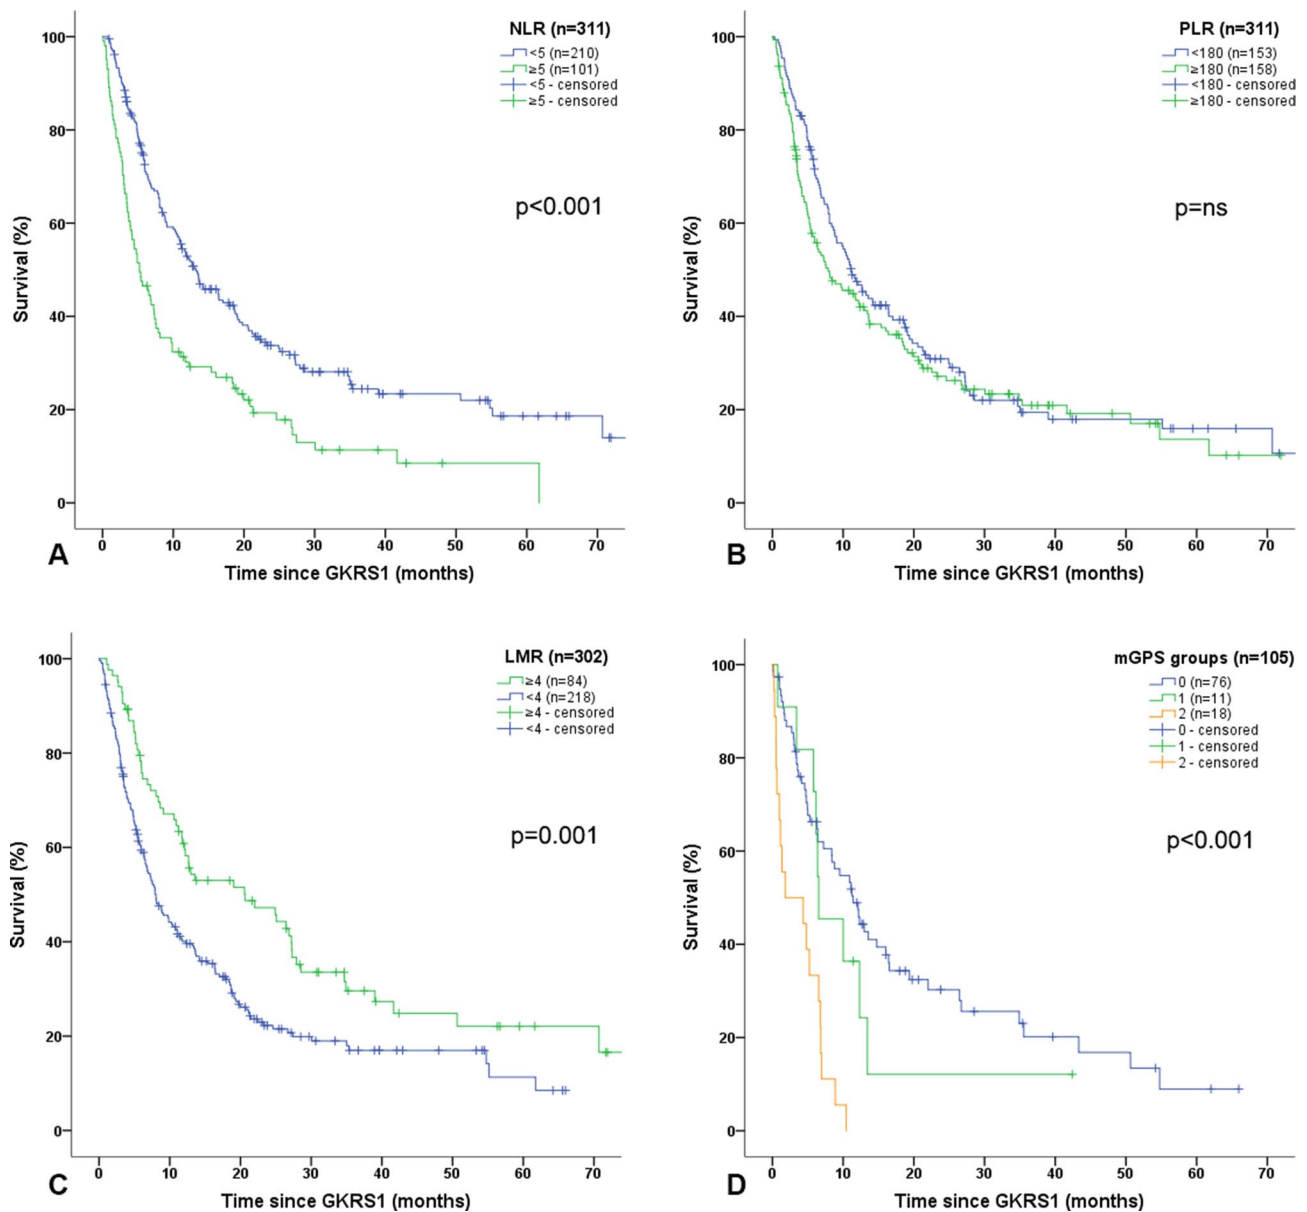 NLR (n=311)
<5 (n=210)
≥5 (n=101)
<5 - censored
≥5 - censored
p<0.001
Survival (%)
100
80
60
40
20
0
0 10 20 30 40 50 60 70
Time since GKRS1 (months)
A
PLR (n=311)
<180 (n=153)
≥180 (n=158)
<180 - censored
≥180 - censored
p=ns
Survival (%)
100
80
60
40
20
0
0 10 20 30 40 50 60 70
Time since GKRS1 (months)
B
LMR (n=302)
≥4 (n=84)
<4 (n=218)
≥4 - censored
<4 - censored
p=0.001
Survival (%)
100
80
60
40
20
0
0 10 20 30 40 50 60 70
Time since GKRS1 (months)
C
mGPS groups (n=105)
0 (n=76)
1 (n=11)
2 (n=18)
0 - censored
1 - censored
2 - censored
p<0.001
Survival (%)
100
80
60
40
20
0
0 10 20 30 40 50 60 70
Time since GKRS1 (months)
D